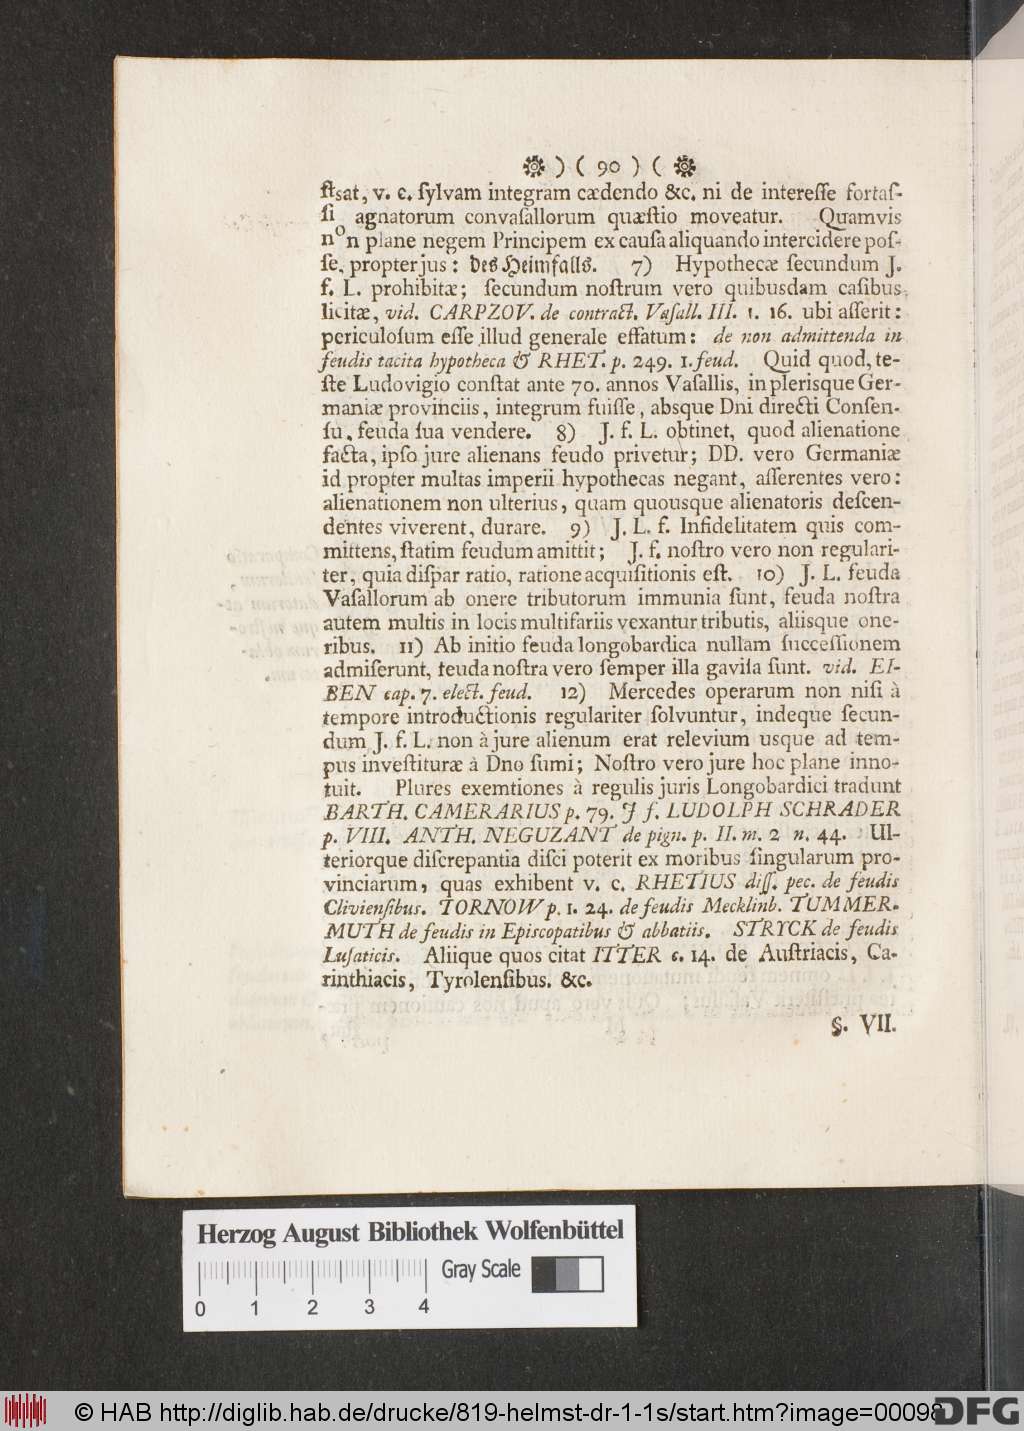 ) ( 90 ) (
ſtsat, v. c. ſylvam integram cædendo &c. ni de intereſſe fortaſ-
ſi agnatorum convaſallorum quæſtio moveatur. Quamvis
non plane negem Principem ex cauſa aliquando intercidere poſ-
ſe, propter jus: des Heimfalls. 7) Hypothecæ ſecundum J.
f. L. prohibitæ; ſecundum noſtrum vero quibusdam caſibus
licitæ, vid. CARPZOV. de contract. Vaſall. III. 1. 16. ubi aſſerit:
periculoſum eſſe illud generale effatum: de non admittenda in
feudis tacita hypotheca & RHET. p. 249. 1. feud. Quid quod, te-
ſte Ludovigio conſtat ante 70. annos Vaſallis, in plerisque Ger-
maniæ provinciis, integrum fuiſſe, absque Dni directi Conſen-
ſu, feuda ſua vendere. 8) J. f. L. obtinet, quod alienatione
facta, ipſo jure alienans feudo privetur; DD. vero Germaniæ
id propter multas imperii hypothecas negant, aſſerentes vero:
alienationem non ulterius, quam quousque alienatoris deſcen-
dentes viverent, durare. 9) J. L. f. Infidelitatem quis com-
mittens, ſtatim feudum amittit; J. f. noſtro vero non regulari-
ter, quia diſpar ratio, ratione acquiſitionis eſt. 10) J. L. feuda
Vaſallorum ab onere tributorum immunia ſunt, feuda noſtra
autem multis in locis multifariis vexantur tributis, aliisque one-
ribus. 11) Ab initio feuda longobardica nullam ſucceſſionem
admiſerunt, feuda noſtra vero ſemper illa gaviſa ſunt. vid. EI-
BEN cap. 7. elect. feud. 12) Mercedes operarum non niſi à
tempore introductionis regulariter ſolvuntur, indeque ſecun-
dum J. f. L. non à jure alienum erat relevium usque ad tem-
pus inveſtituræ à Dno ſumi; Noſtro vero jure hoc plane inno-
tuit. Plures exemtiones à regulis juris Longobardici tradunt
BARTH. CAMERARIUS p. 79. J f. LUDOLPH SCHRADER
p. VIII. ANTH. NEGUZANT de pign. p. II. m. 2 n. 44. Ul-
teriorque diſcrepantia diſci poterit ex moribus ſingularum pro-
vinciarum, quas exhibent v. c. RHETIUS diſſ. pec. de feudis
Clivienſibus. TORNOW p. 1. 24. de feudis Mecklinb. TUMMER-
MUTH de feudis in Epiſcopatibus & abbatiis. STRYCK de feudis
Luſaticis. Aliique quos citat ITTER c. 14. de Auſtriacis, Ca-
rinthiacis, Tyrolenſibus. &c.
§. VII.
Herzog August Bibliothek Wolfenbüttel
Gray Scale
0 1 2 3 4
© HAB http://diglib.hab.de/drucke/819-helmst-dr-1-1s/start.htm?image=00098
DFG